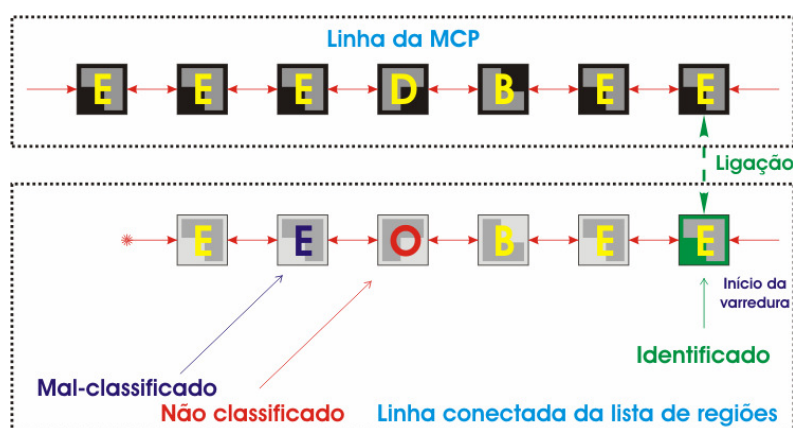 Linha da MCP
E E E D B E E
Ligação
E E O B E E
Início da
varredura
Identificado
Mal-classificado
Não classificado
Linha conectada da lista de regiões